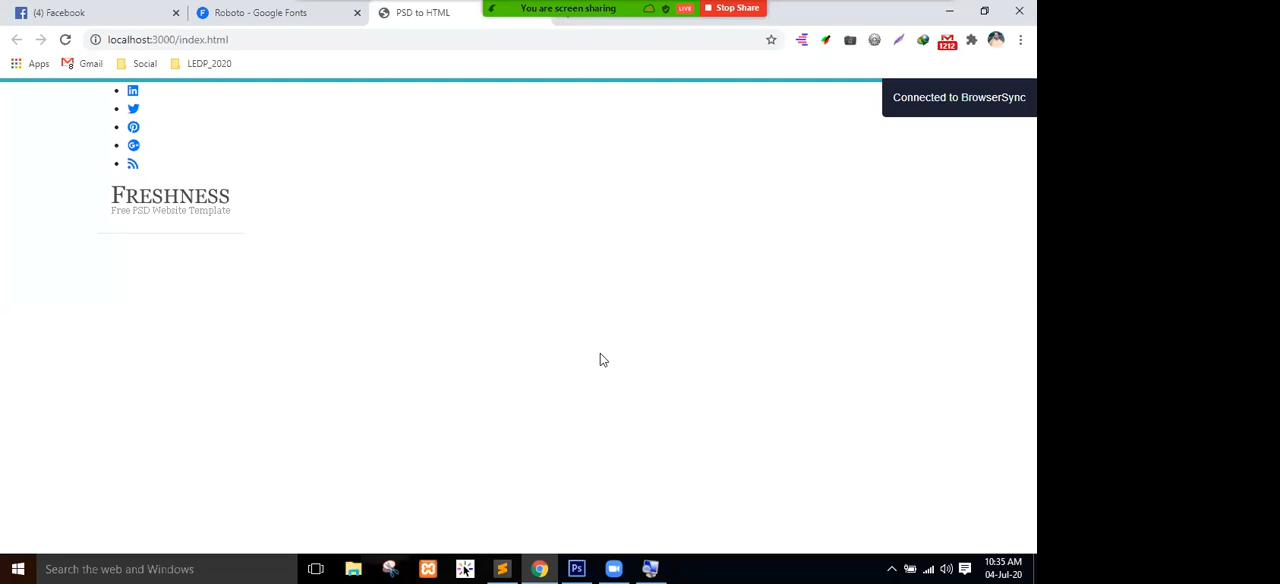 (4) Facebook
Roboto - Google Fonts
PSD to HTML
You are screen sharing
LIVE
Stop Share
localhost:3000/index.html
1212
Apps
Gmail
Social
LEDP_2020
Connected to BrowserSync
FRESHNESS
Free PSD Website Template
Search the web and Windows
Ps
10:35 AM
04-Jul-20